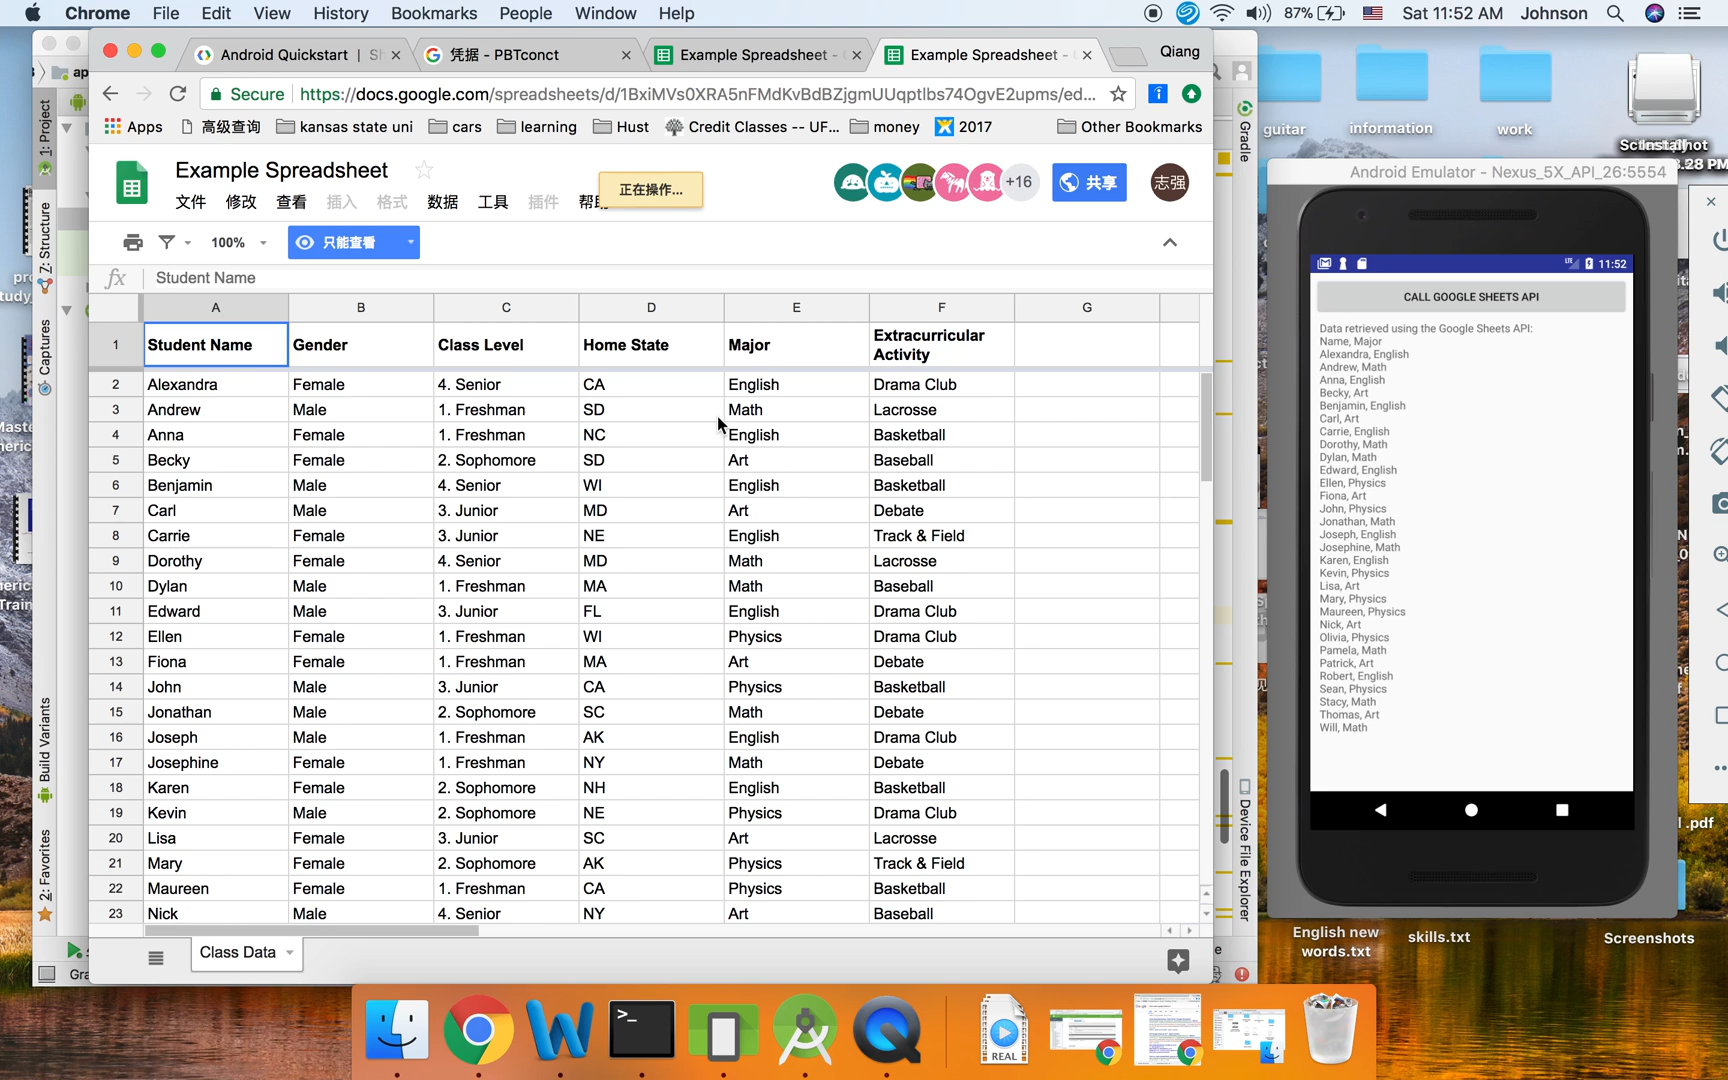 Chrome File Edit View History Bookmarks People Window Help
87% Sat 11:52 AM Johnson
Android Quickstart | Sh
凭据 - PBTconct
Example Spreadsheet -
Example Spreadsheet -
Qiang
Secure https://docs.google.com/spreadsheets/d/1BxiMVs0XRA5nFMdKvBdBZjgmUUqptlbs74OgvE2upms/ed...
Apps 高级查询 kansas state uni cars learning Hust Credit Classes -- UF... money 2017 Other Bookmarks
Example Spreadsheet
正在操作...
+16
共享
志强
文件 修改 查看 插入 格式 数据 工具 插件 帮助
100% 只能查看
fx Student Name
A B C D E F G
1 Student Name Gender Class Level Home State Major Extracurricular
Activity
2 Alexandra Female 4. Senior CA English Drama Club
3 Andrew Male 1. Freshman SD Math Lacrosse
4 Anna Female 1. Freshman NC English Basketball
5 Becky Female 2. Sophomore SD Art Baseball
6 Benjamin Male 4. Senior WI English Basketball
7 Carl Male 3. Junior MD Art Debate
8 Carrie Female 3. Junior NE English Track & Field
9 Dorothy Female 4. Senior MD Math Lacrosse
10 Dylan Male 1. Freshman MA Math Baseball
11 Edward Male 3. Junior FL English Drama Club
12 Ellen Female 1. Freshman WI Physics Drama Club
13 Fiona Female 1. Freshman MA Art Debate
14 John Male 3. Junior CA Physics Basketball
15 Jonathan Male 2. Sophomore SC Math Debate
16 Joseph Male 1. Freshman AK English Drama Club
17 Josephine Female 1. Freshman NY Math Debate
18 Karen Female 2. Sophomore NH English Basketball
19 Kevin Male 2. Sophomore NE Physics Drama Club
20 Lisa Female 3. Junior SC Art Lacrosse
21 Mary Female 2. Sophomore AK Physics Track & Field
22 Maureen Female 1. Freshman CA Physics Basketball
23 Nick Male 4. Senior NY Art Baseball
Class Data
1: Project
Z: Structure
Captures
Build Variants
2: Favorites
Gra
Gradle
Device File Explorer
guitar
information
work
Android Emulator - Nexus_5X_API_26:5554
LTE 11:52
CALL GOOGLE SHEETS API
Data retrieved using the Google Sheets API:
Name, Major
Alexandra, English
Andrew, Math
Anna, English
Becky, Art
Benjamin, English
Carl, Art
Carrie, English
Dorothy, Math
Dylan, Math
Edward, English
Ellen, Physics
Fiona, Art
John, Physics
Jonathan, Math
Joseph, English
Josephine, Math
Karen, English
Kevin, Physics
Lisa, Art
Mary, Physics
Maureen, Physics
Nick, Art
Olivia, Physics
Pamela, Math
Patrick, Art
Robert, English
Sean, Physics
Stacy, Math
Thomas, Art
Will, Math
.pdf
English new
words.txt
skills.txt
Screenshots
REAL